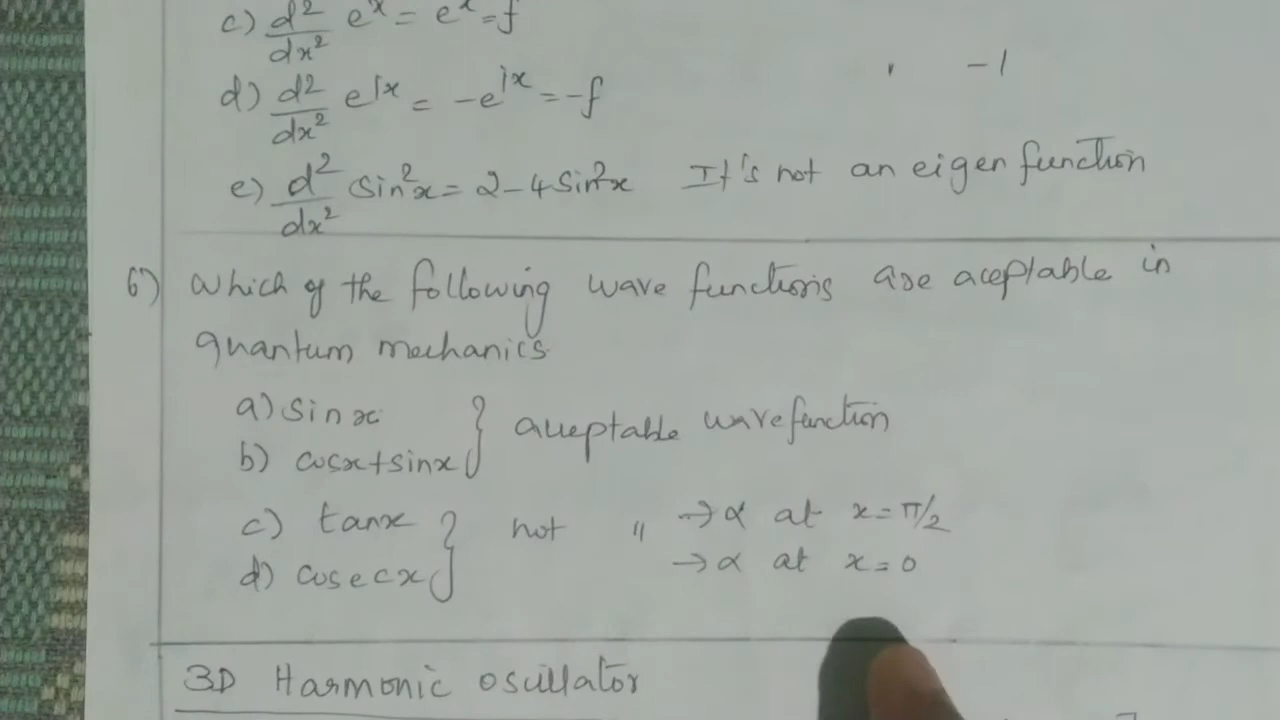 c) d²/dx² eˣ = eˣ = f
-1
d) d²/dx² e^ix = -e^ix = -f
e) d²/dx² Sin²x = 2-4Sin²x It's not an eigen function
6) which of the following wave functions are aceptable in
quantum mechanics
a) sin x
b) cosx+sinx } acceptable wavefunction
c) tanx } not " → α at x = π/2
d) cosecx → α at x = 0
3D Harmonic oscillator